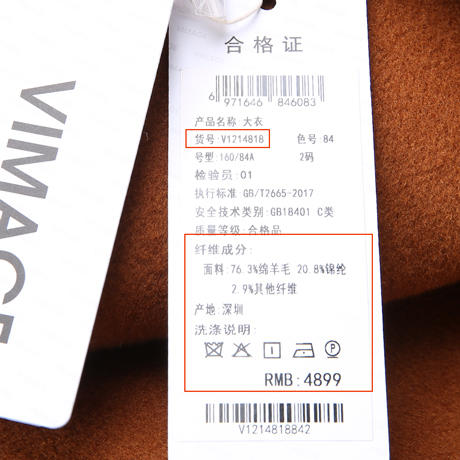 VIMAGE
合格证
6 971646 846083
产品名称 大衣
货号:V1214818 色号:84
号型:160/84A 2码
检验员:01
执行标准 GB/T2665-2017
安全技术类别:GB18401 C类
质量等级:合格品
纤维成分:
面料:76.3%绵羊毛 20.8%锦纶
2.9%其他纤维
产地:深圳
洗涤说明:
P
RMB:4899
V1214818842